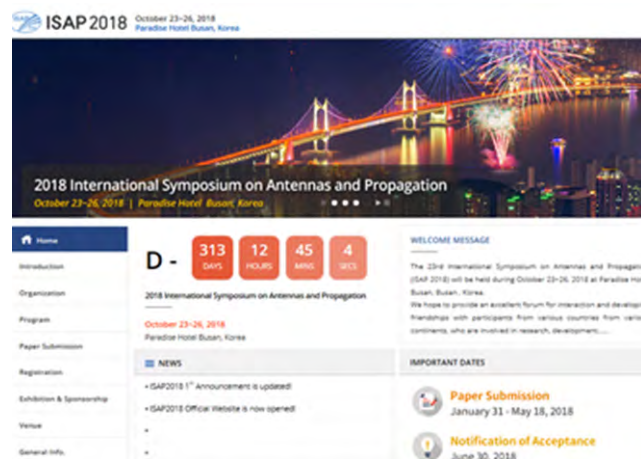 ISAP 2018
October 23~26, 2018
Paradise Hotel Busan, Korea
2018 International Symposium on Antennas and Propagation
October 23~26, 2018 | Paradise Hotel Busan, Korea
Home
Introduction
Organization
Program
Paper Submission
Registration
Exhibition & Sponsorship
Venue
General Info.
D -
313 12 45 4
DAYS HOURS MINS SECS
2018 International Symposium on Antennas and Propagation
October 23~26, 2018
Paradise Hotel Busan, Korea
NEWS
• ISAP2018 1st Announcement is updated!
• ISAP2018 Official Website is now opened!
WELCOME MESSAGE
The 23rd International Symposium on Antennas and Propagatio
(ISAP 2018) will be held during October 23~26, 2018 at Paradise Ho
Busan, Busan, Korea.
We hope to provide an excellent forum for interaction and develop
friendships with participants from various countries from vario
continents, who are involved in research, development,.....
IMPORTANT DATES
Paper Submission
January 31 - May 18, 2018
Notification of Acceptance
June 30, 2018